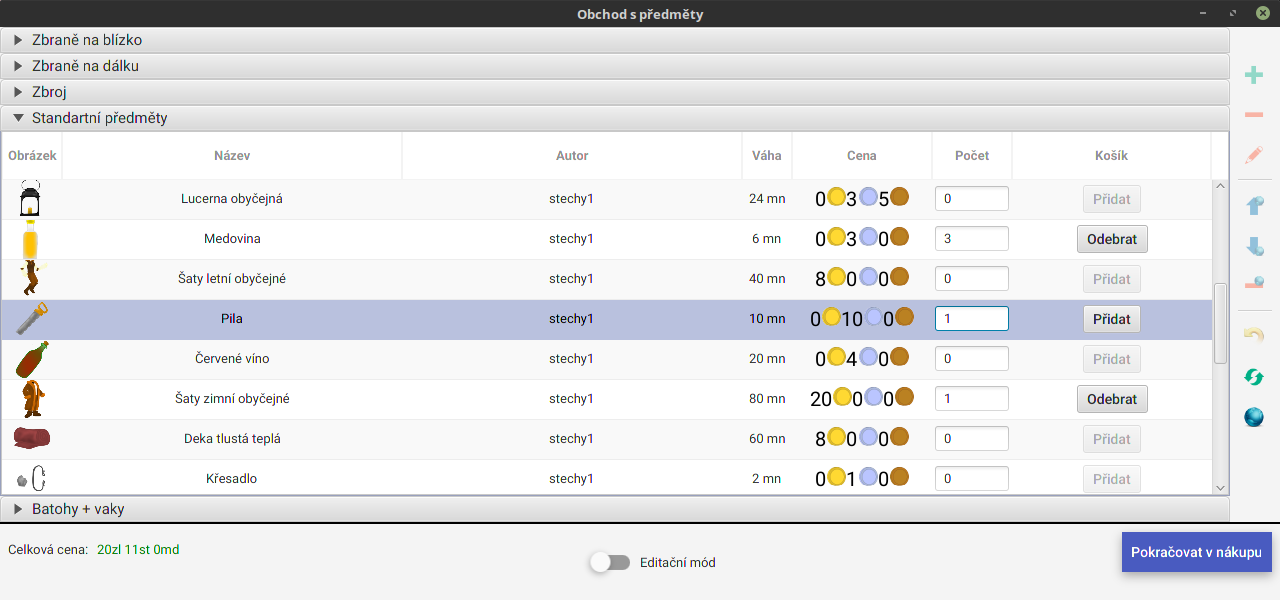 Obchod s předměty
Zbraně na blízko
Zbraně na dálku
Zbroj
Standartní předměty
Obrázek Název Autor Váha Cena Počet Košík
Lucerna obyčejná stechy1 24 mn 0 3 5 0 Přidat
Medovina stechy1 6 mn 0 3 0 3 Odebrat
Šaty letní obyčejné stechy1 40 mn 8 0 0 0 Přidat
Pila stechy1 10 mn 0 10 0 1 Přidat
Červené víno stechy1 20 mn 0 4 0 0 Přidat
Šaty zimní obyčejné stechy1 80 mn 20 0 0 1 Odebrat
Deka tlustá teplá stechy1 60 mn 8 0 0 0 Přidat
Křesadlo stechy1 2 mn 0 1 0 0 Přidat
Batohy + vaky
Celková cena: 20zl 11st 0md
Editační mód
Pokračovat v nákupu